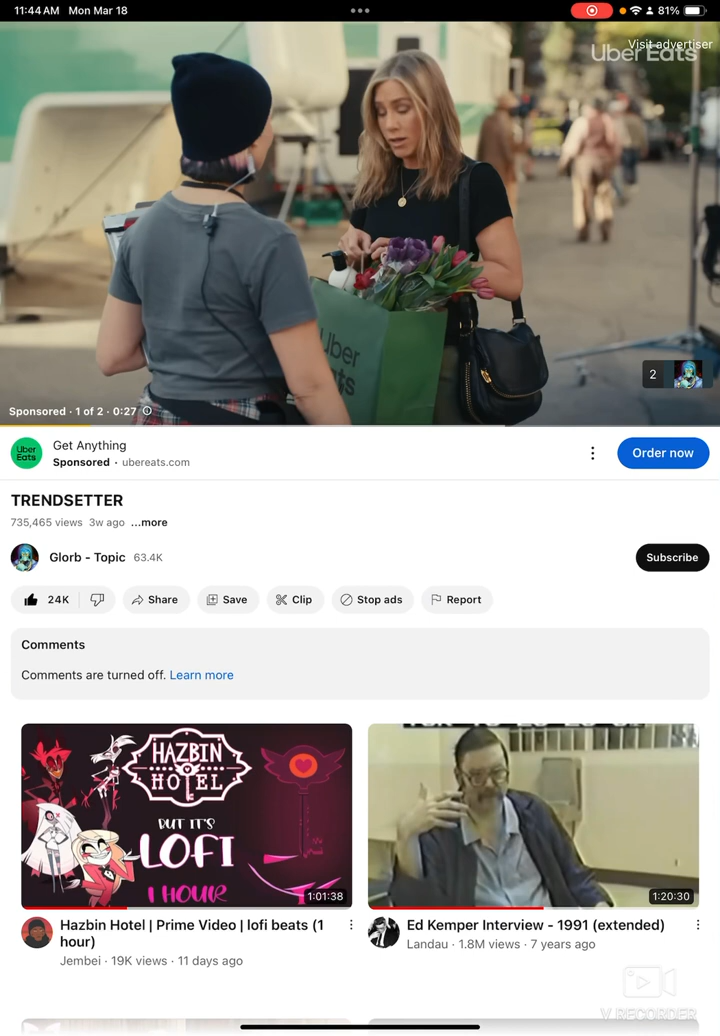 11:44 AM Mon Mar 18
81%
Visit advertiser
Uber Eats
Uber
Eats
2
Sponsored · 1 of 2 · 0:27
Uber
Eats
Get Anything
Sponsored · ubereats.com
Order now
TRENDSETTER
735,465 views 3w ago ...more
Glorb - Topic 63.4K
Subscribe
24K
Share
Save
Clip
Stop ads
Report
Comments
Comments are turned off. Learn more
HAZBIN
HOTEL
BUT IT'S
LOFI
1 HOUR
1:01:38
1:20:30
Hazbin Hotel | Prime Video | lofi beats (1
hour)
Jembei · 19K views · 11 days ago
Ed Kemper Interview - 1991 (extended)
Landau · 1.8M views · 7 years ago
V RECORDER